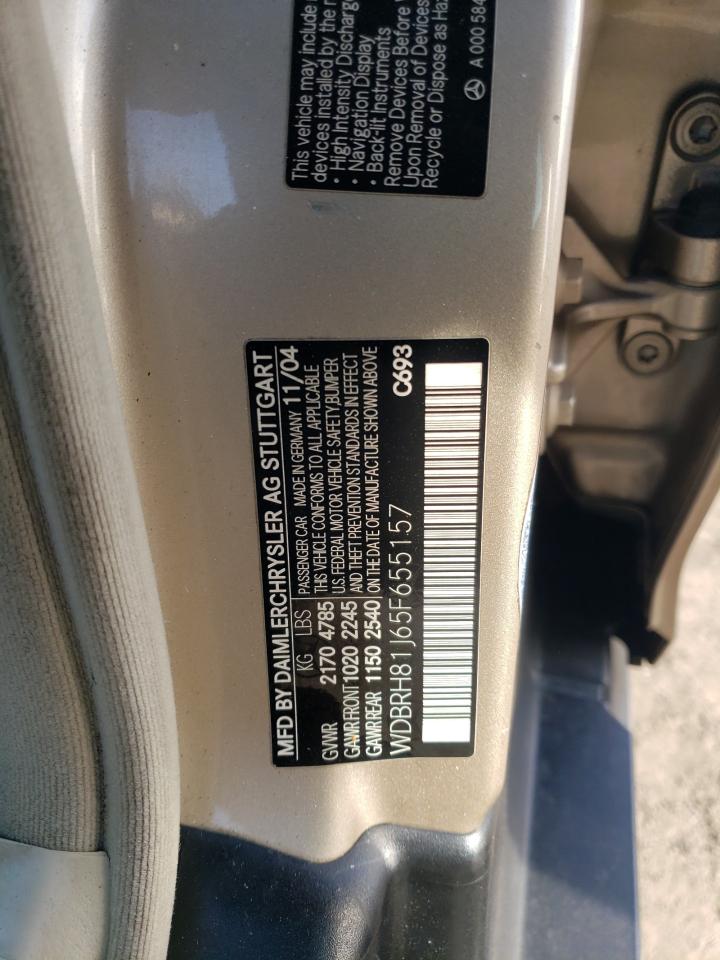 This vehicle may include
devices installed by the
• High Intensity Discharg
• Navigation Display
• Back-lit Instruments
Remove Devices Before
Upon Removal of Devices
Recycle or Dispose as Haz
A 000 584
MFD BY DAIMLERCHRYSLER AG STUTTGART
KG LBS PASSENGER CAR MADE IN GERMANY 11/04
GVWR 2170 4785 THIS VEHICLE CONFORMS TO ALL APPLICABLE
U.S. FEDERAL MOTOR VEHICLE SAFETY BUMPER
GAWR FRONT 1020 2245 AND THEFT PREVENTION STANDARDS IN EFFECT
GAWR REAR 1150 2540 ON THE DATE OF MANUFACTURE SHOWN ABOVE
WDBRH81J65F655157 C693